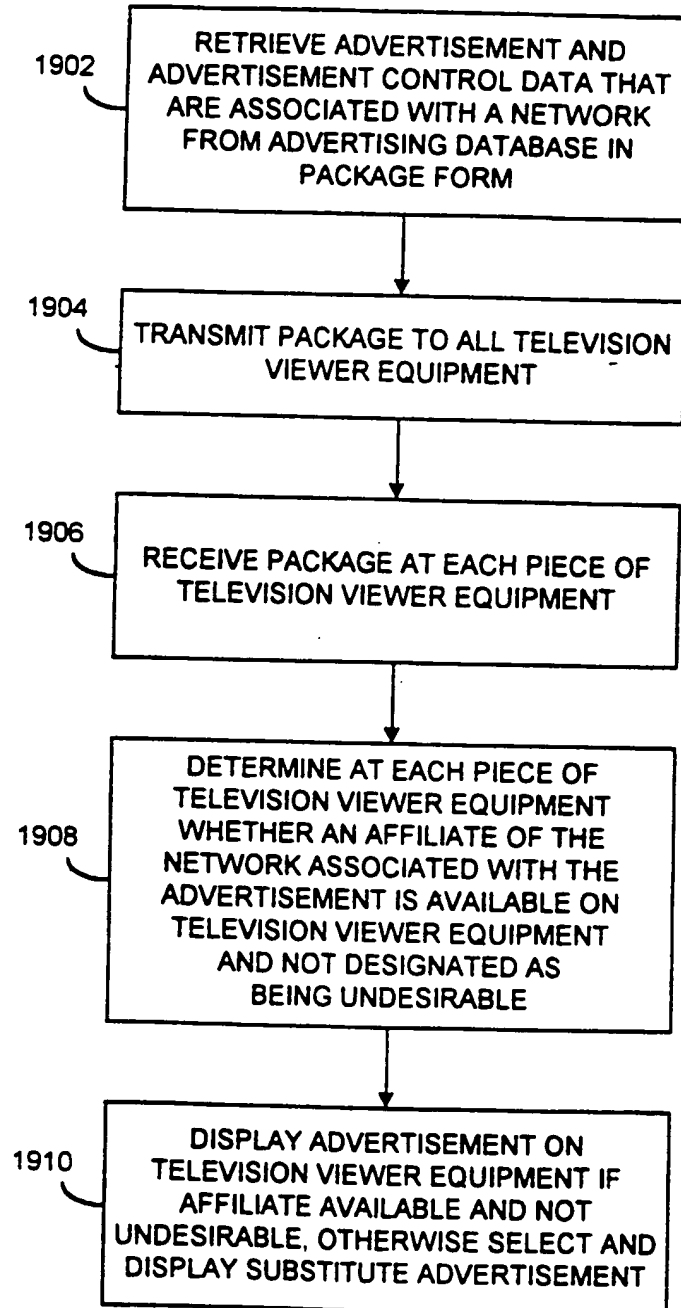 1902
RETRIEVE ADVERTISEMENT AND
ADVERTISEMENT CONTROL DATA THAT
ARE ASSOCIATED WITH A NETWORK
FROM ADVERTISING DATABASE IN
PACKAGE FORM
1904
TRANSMIT PACKAGE TO ALL TELEVISION
VIEWER EQUIPMENT
1906
RECEIVE PACKAGE AT EACH PIECE OF
TELEVISION VIEWER EQUIPMENT
1908
DETERMINE AT EACH PIECE OF
TELEVISION VIEWER EQUIPMENT
WHETHER AN AFFILIATE OF THE
NETWORK ASSOCIATED WITH THE
ADVERTISEMENT IS AVAILABLE ON
TELEVISION VIEWER EQUIPMENT
AND NOT DESIGNATED AS
BEING UNDESIRABLE
1910
DISPLAY ADVERTISEMENT ON
TELEVISION VIEWER EQUIPMENT IF
AFFILIATE AVAILABLE AND NOT
UNDESIRABLE, OTHERWISE SELECT AND
DISPLAY SUBSTITUTE ADVERTISEMENT